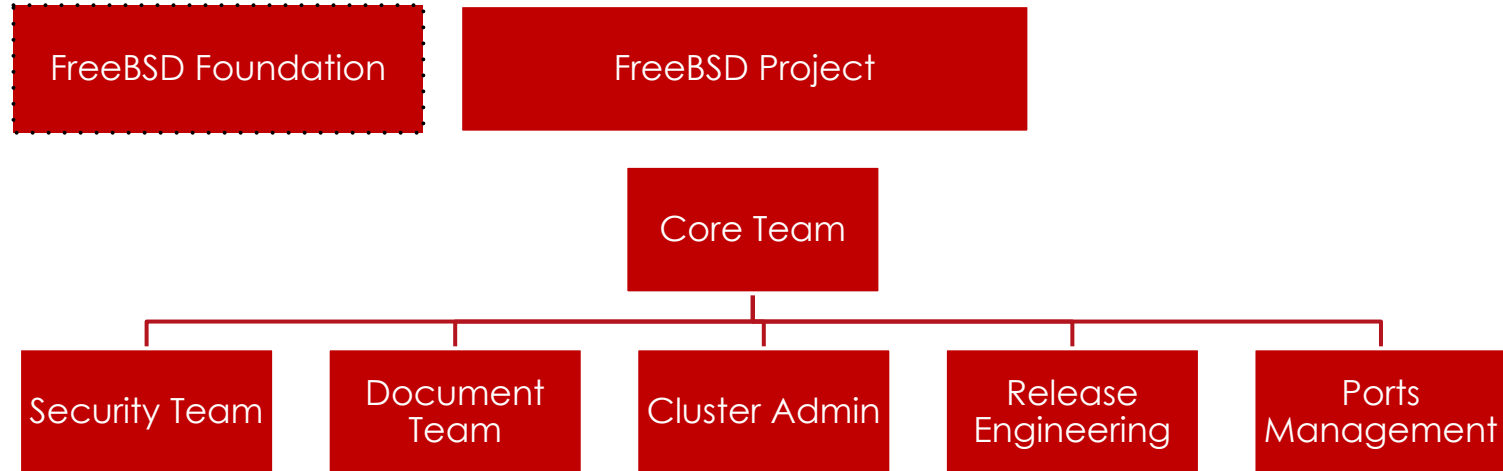 FreeBSD Foundation
FreeBSD Project
Core Team
Security Team
Document
Team
Cluster Admin
Release
Engineering
Ports
Management